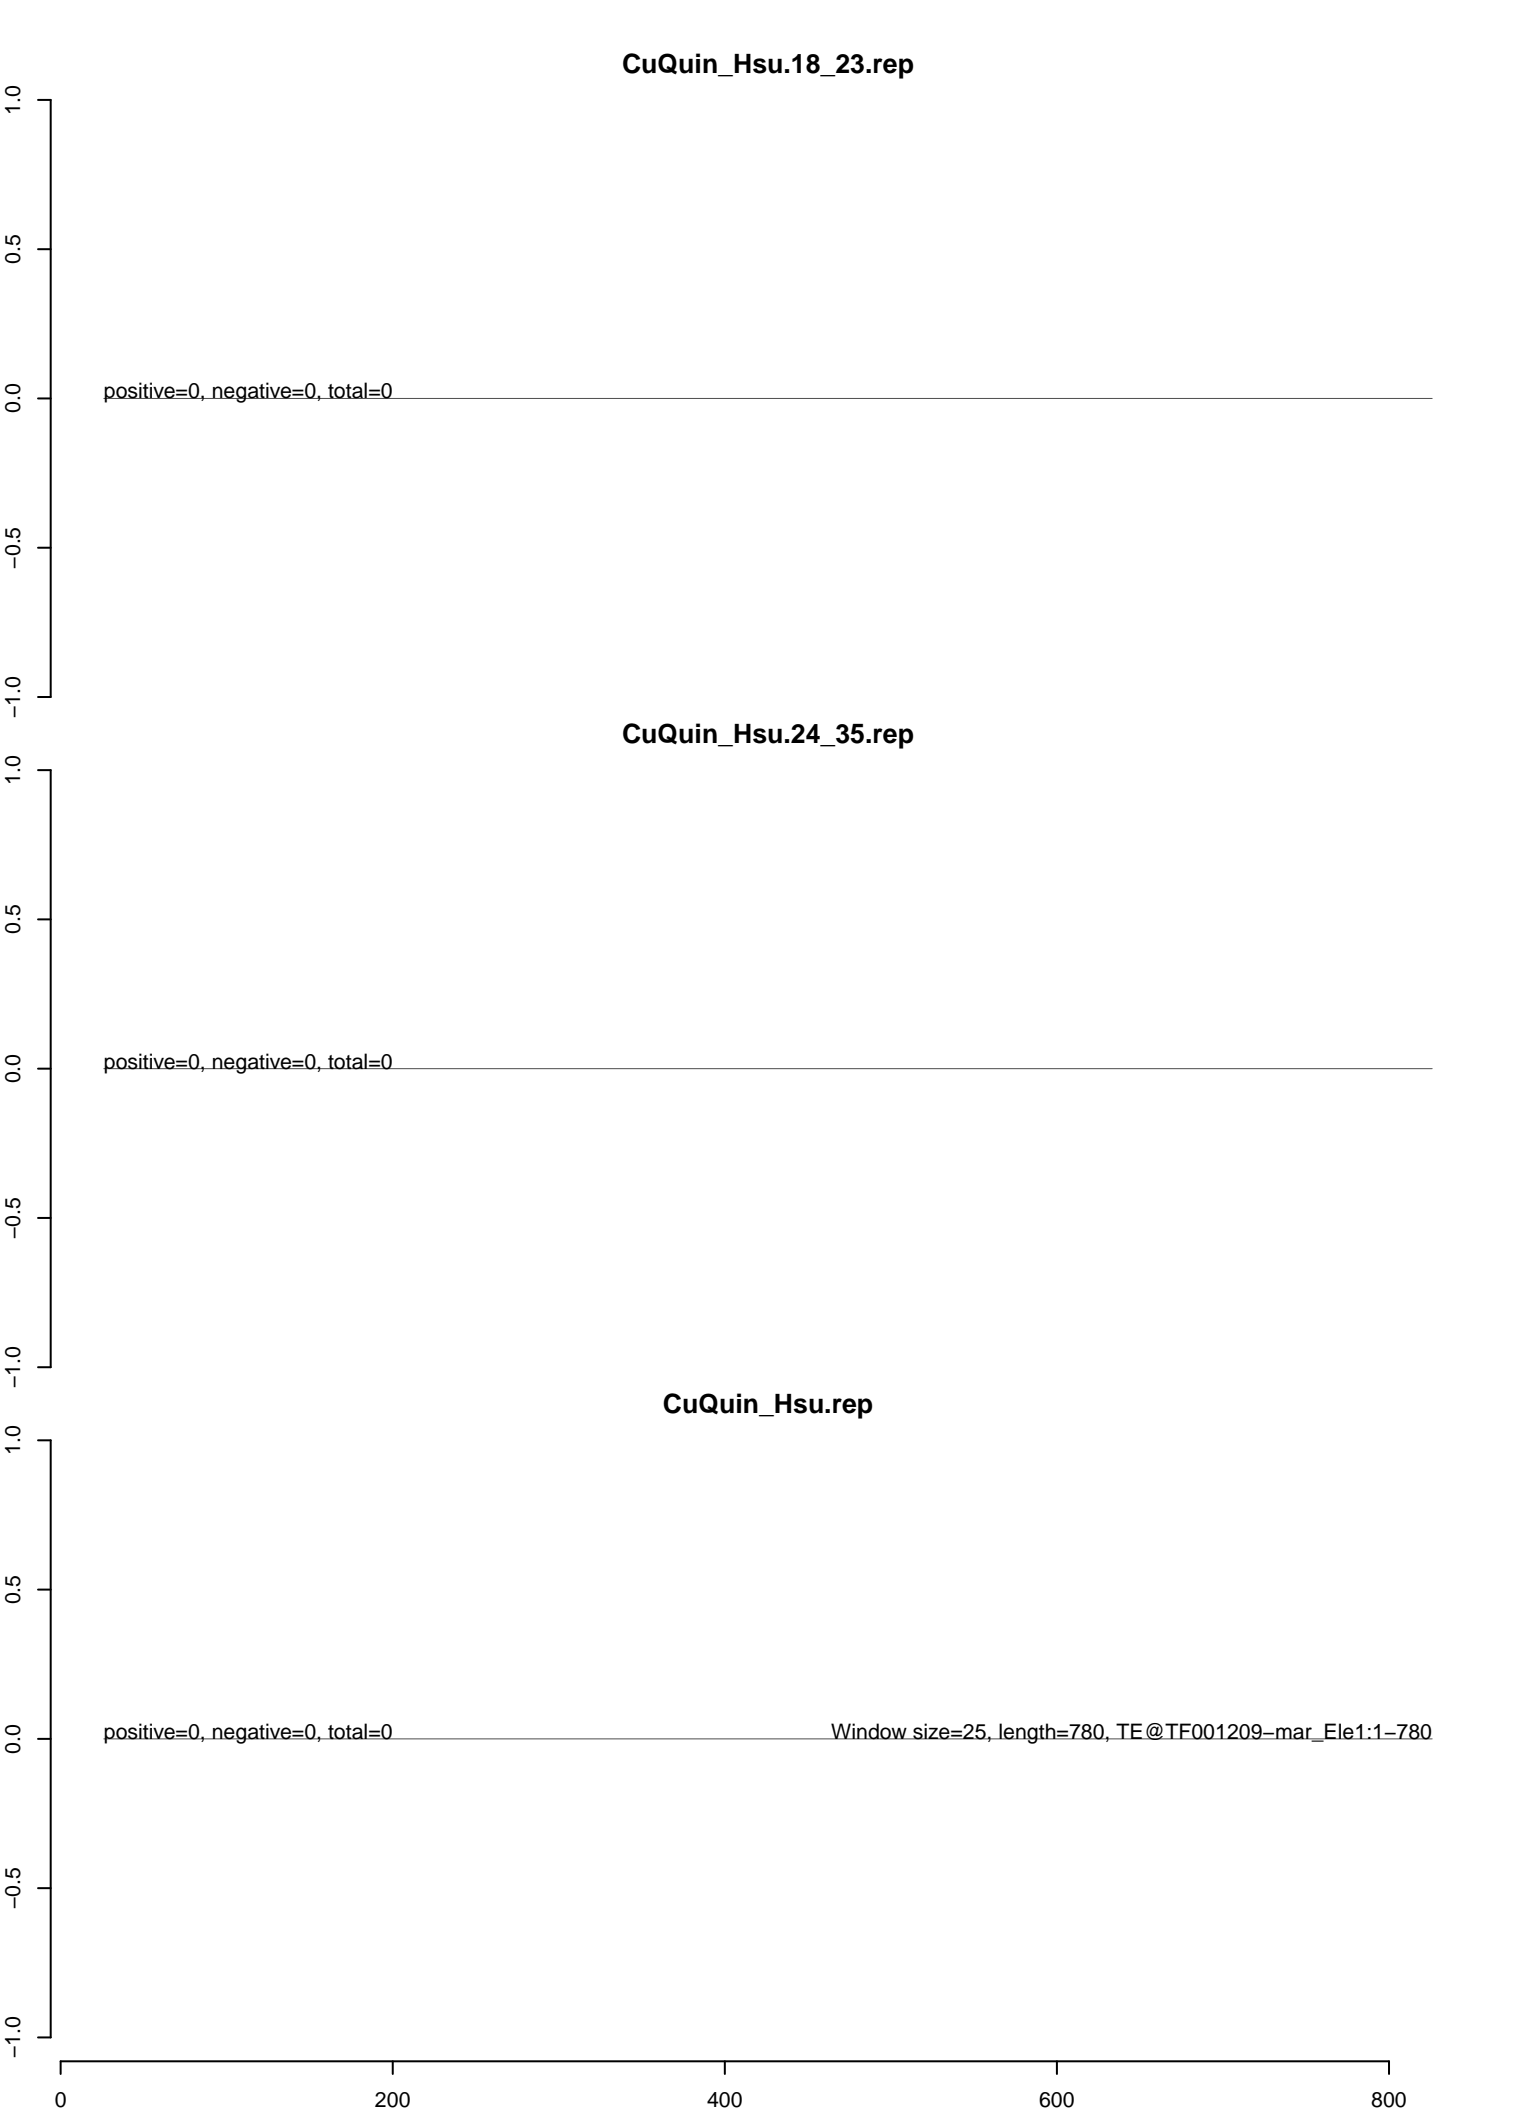 CuQuin_Hsu.18_23.rep
1.0
0.5
0.0
−0.5
−1.0
positive=0, negative=0, total=0
CuQuin_Hsu.24_35.rep
1.0
0.5
0.0
−0.5
−1.0
positive=0, negative=0, total=0
CuQuin_Hsu.rep
1.0
0.5
0.0
−0.5
−1.0
positive=0, negative=0, total=0
Window size=25, length=780, TE@TF001209−mar_Ele1:1−780
0 200 400 600 800